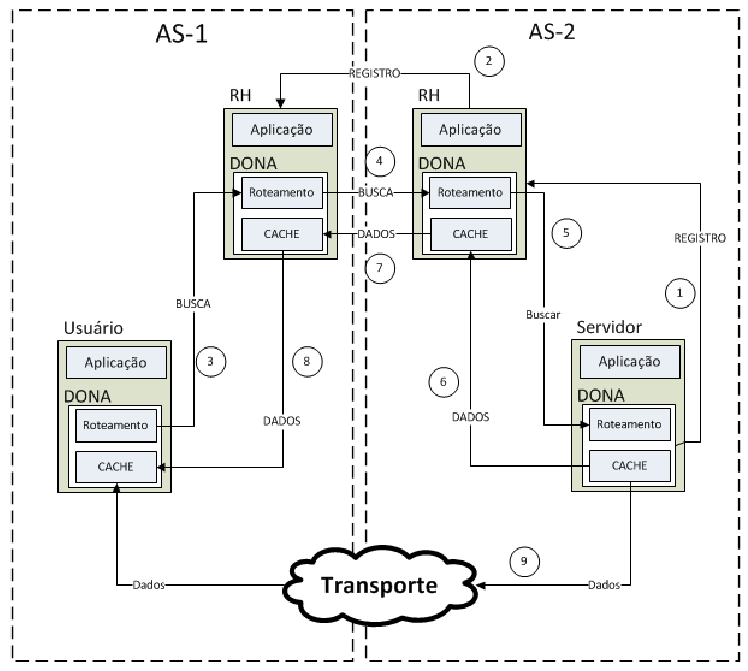 AS-1
AS-2
2
REGISTRO
RH
RH
Aplicação
Aplicação
DONA
4
DONA
Roteamento
BUSCA
Roteamento
CACHE
DADOS
CACHE
5
REGISTRO
7
1
BUSCA
Buscar
Usuário
Servidor
Aplicação
3
8
6
Aplicação
DONA
DONA
Roteamento
DADOS
DADOS
Roteamento
CACHE
CACHE
9
Transporte
Dados
Dados